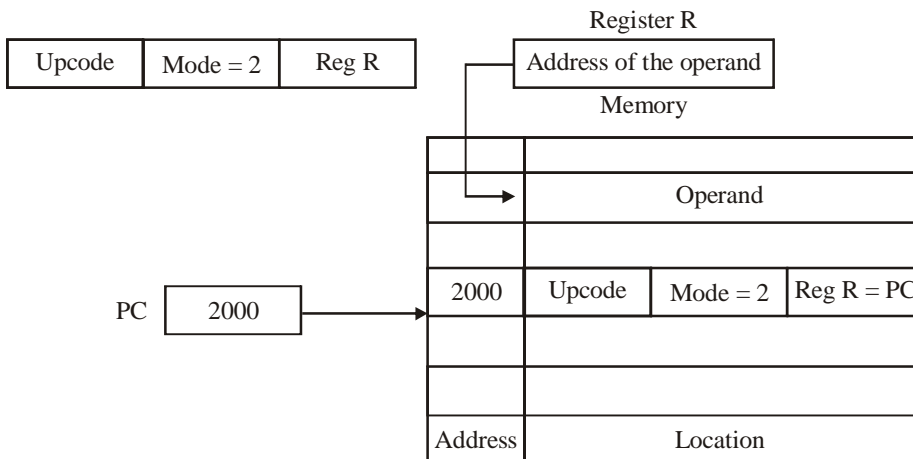 Register R
Upcode Mode = 2 Reg R
Address of the operand
Memory
Operand
2000 Upcode Mode = 2 Reg R = PC
PC 2000
Address Location